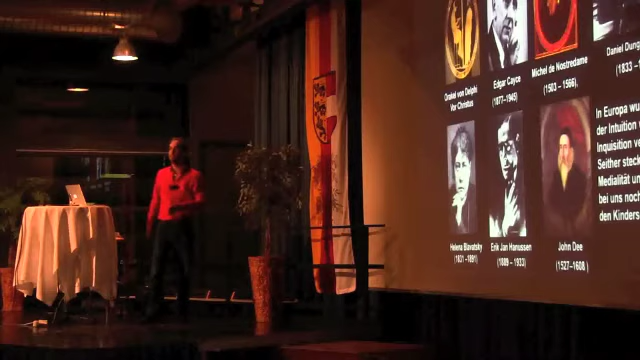 Orakel von Delphi
Vor Christus
Edgar Cayce
(1877–1945)
Michel de Nostredame
(1503 – 1566),
Daniel Dung
(1833 –
Helena Blavatsky
(1831 -1891)
Erik Jan Hanussen
(1889 – 1933)
John Dee
(1527–1608)
In Europa wu
der Intuition
Inquisition ve
Seither steck
Medialität un
bei uns noch
den Kinders